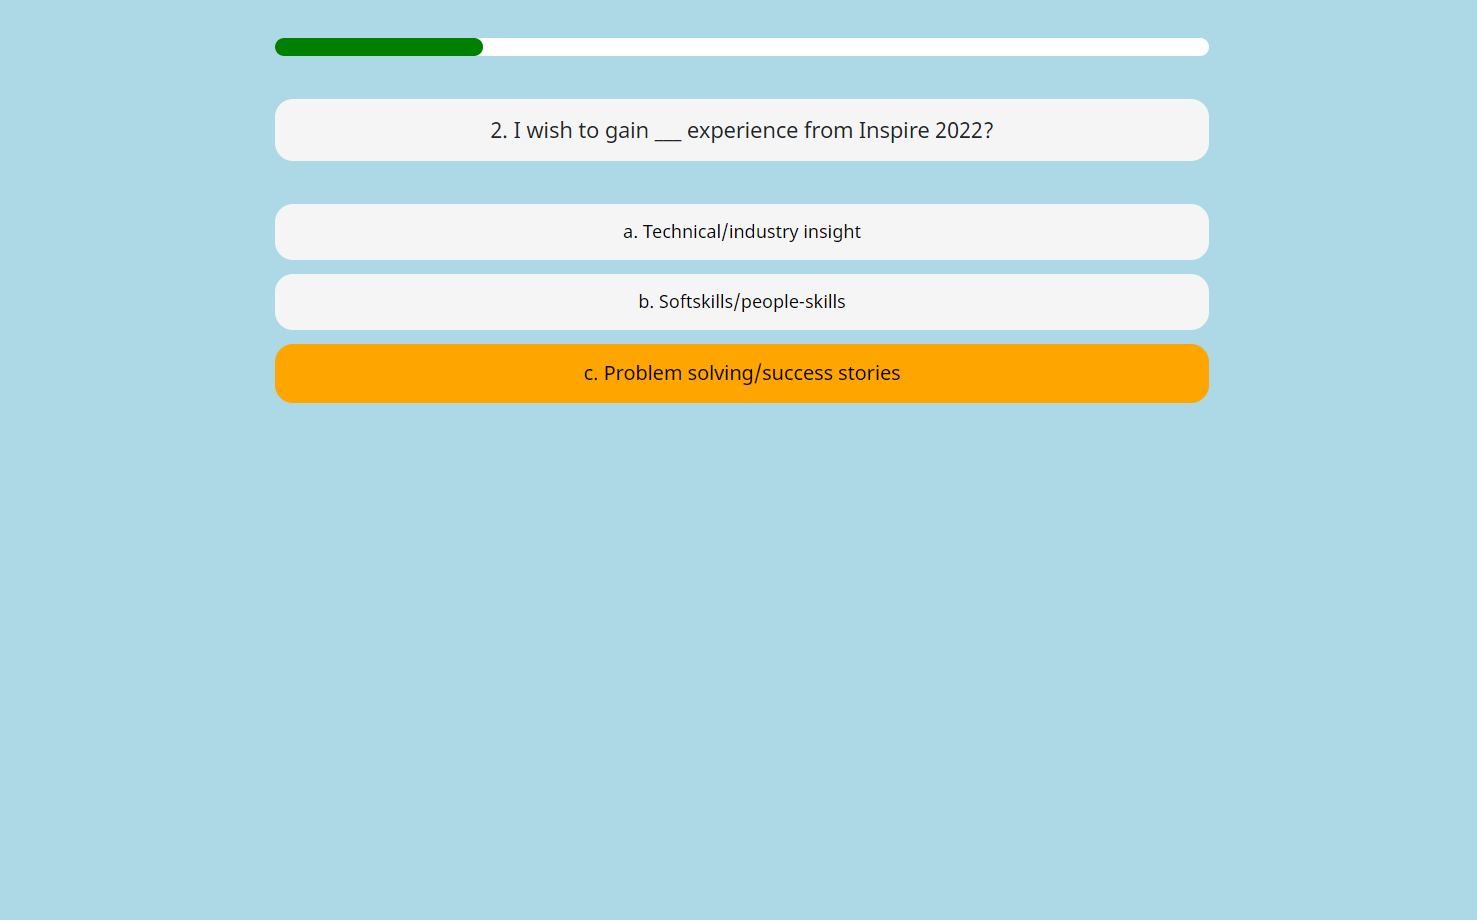 2. I wish to gain ___ experience from Inspire 2022?
a. Technical/industry insight
b. Softskills/people-skills
c. Problem solving/success stories